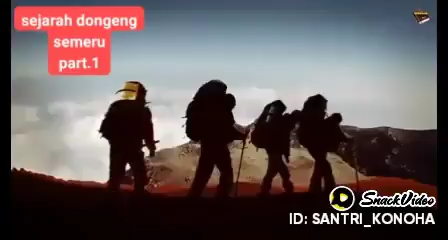 sejarah dongeng
semeru
part.1
SnackVideo
ID: SANTRI_KONOHA